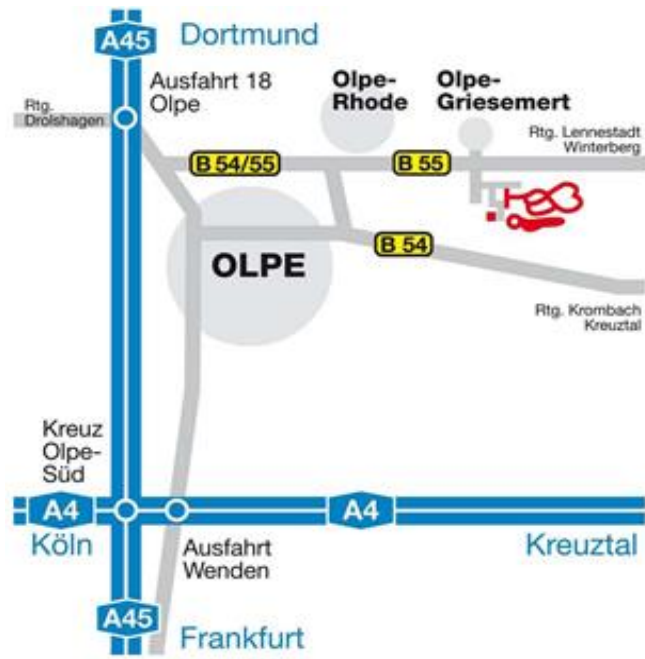 A45
Dortmund
Ausfahrt 18
Olpe
Rtg.
Drolshagen
Olpe-
Rhode
Olpe-
Griesemert
Rtg. Lennestadt
Winterberg
B 54/55
B 55
OLPE
B 54
Rtg. Krombach
Kreuztal
Kreuz
Olpe-
Süd
A4
A4
Köln
Ausfahrt
Wenden
Kreuztal
A45
Frankfurt